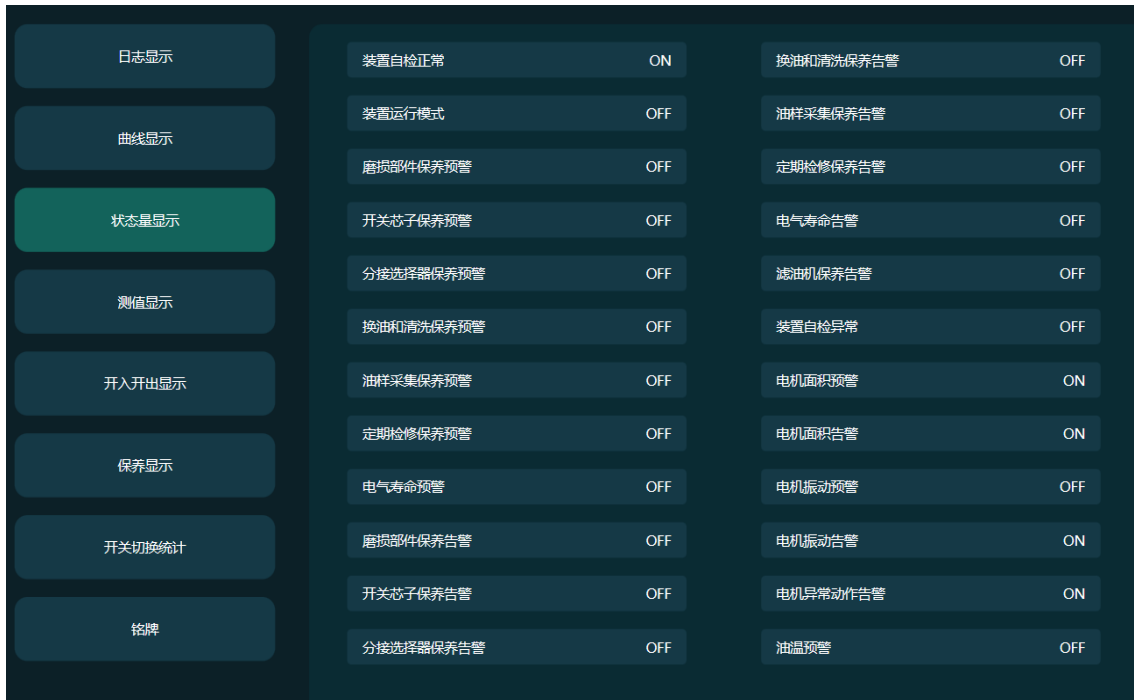 日志显示
曲线显示
状态量显示
测值显示
开入开出显示
保养显示
开关切换统计
铭牌
装置自检正常 ON
装置运行模式 OFF
磨损部件保养预警 OFF
开关芯子保养预警 OFF
分接选择器保养预警 OFF
换油和清洗保养预警 OFF
油样采集保养预警 OFF
定期检修保养预警 OFF
电气寿命预警 OFF
磨损部件保养告警 OFF
开关芯子保养告警 OFF
分接选择器保养告警 OFF
换油和清洗保养告警 OFF
油样采集保养告警 OFF
定期检修保养告警 OFF
电气寿命告警 OFF
滤油机保养告警 OFF
装置自检异常 OFF
电机面积预警 ON
电机面积告警 ON
电机振动预警 OFF
电机振动告警 ON
电机异常动作告警 ON
油温预警 OFF